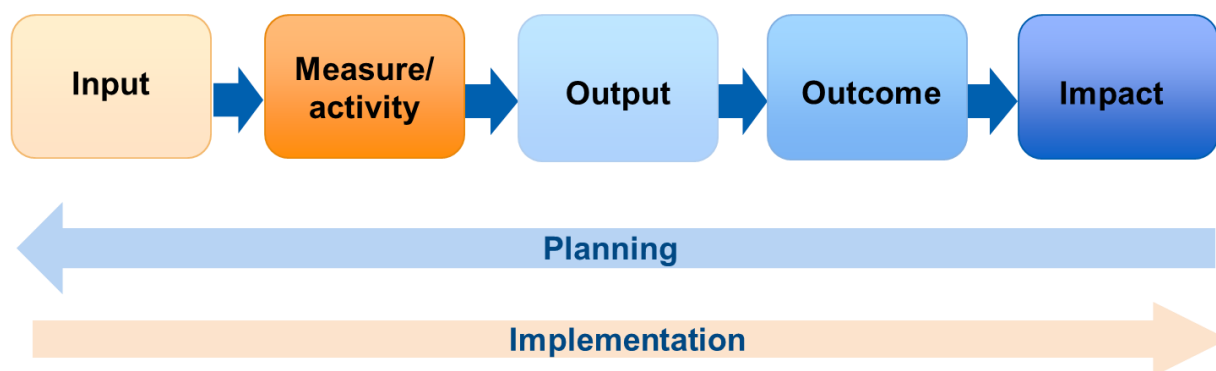 Input
Measure/
activity
Output
Outcome
Impact
Planning
Implementation